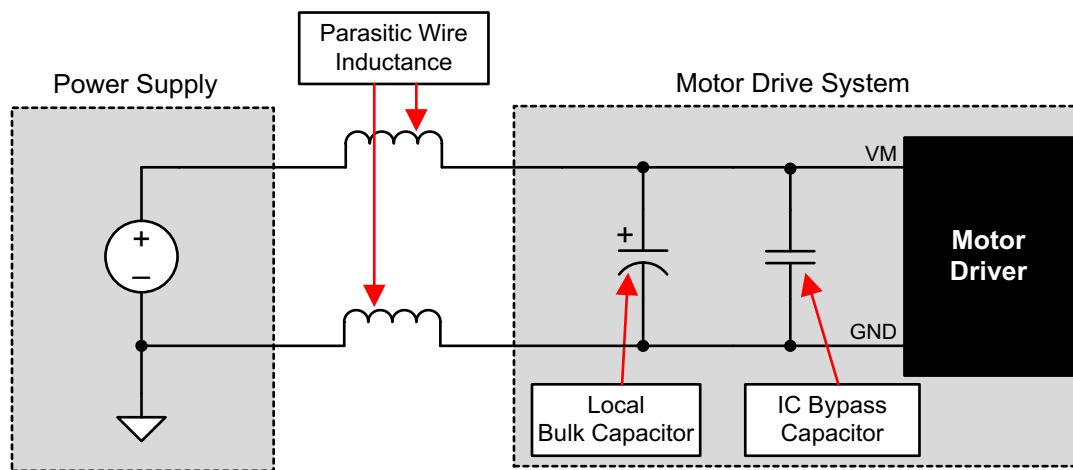 Parasitic Wire
Inductance
Power Supply
Motor Drive System
VM
+
+
–
Motor
Driver
GND
Local
Bulk Capacitor
IC Bypass
Capacitor